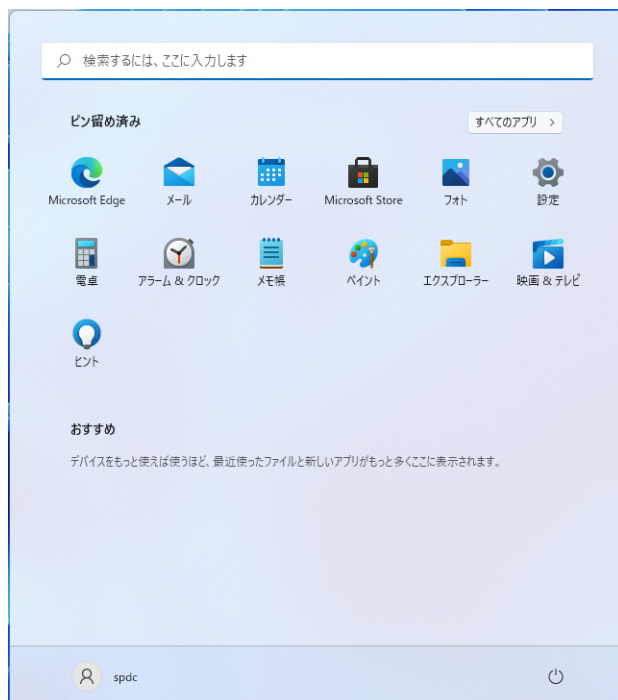 検索するには、ここに入力します
ピン留め済み
すべてのアプリ
Microsoft Edge
メール
カレンダー
Microsoft Store
フォト
設定
電卓
アラーム & クロック
メモ帳
ペイント
エクスプローラー
映画 & テレビ
ヒント
おすすめ
デバイスをもっと使えば使うほど、最近使ったファイルと新しいアプリがもっと多くここに表示されます。
spdc